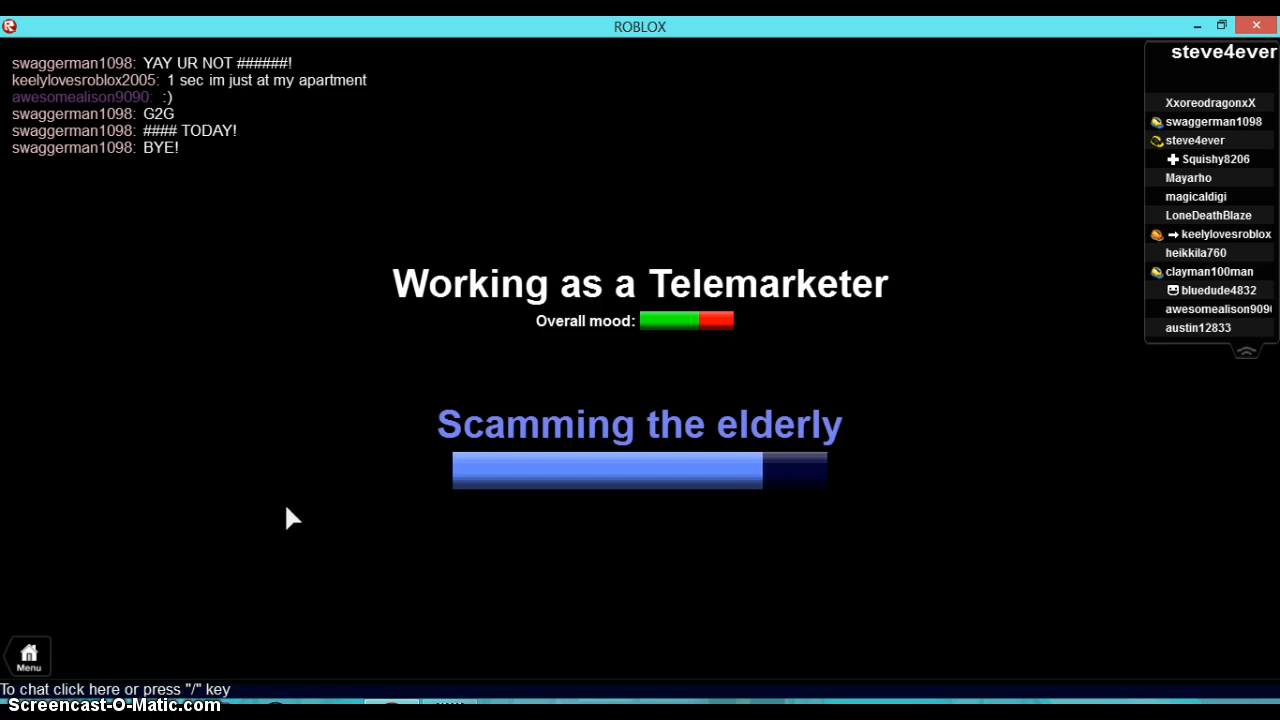 ROBLOX
swaggerman1098: YAY UR NOT ######!
keelylovesroblox2005: 1 sec im just at my apartment
awesomealison9090: :)
swaggerman1098: G2G
swaggerman1098: #### TODAY!
swaggerman1098: BYE!
steve4ever
XxoreodragonxX
swaggerman1098
steve4ever
Squishy8206
Mayarho
magicaldigi
LoneDeathBlaze
keelylovesroblox
heikkila760
clayman100man
bluedude4832
awesomealison909
austin12833
Working as a Telemarketer
Overall mood:
Scamming the elderly
Menu
To chat click here or press "/" key
Screencast-O-Matic.com